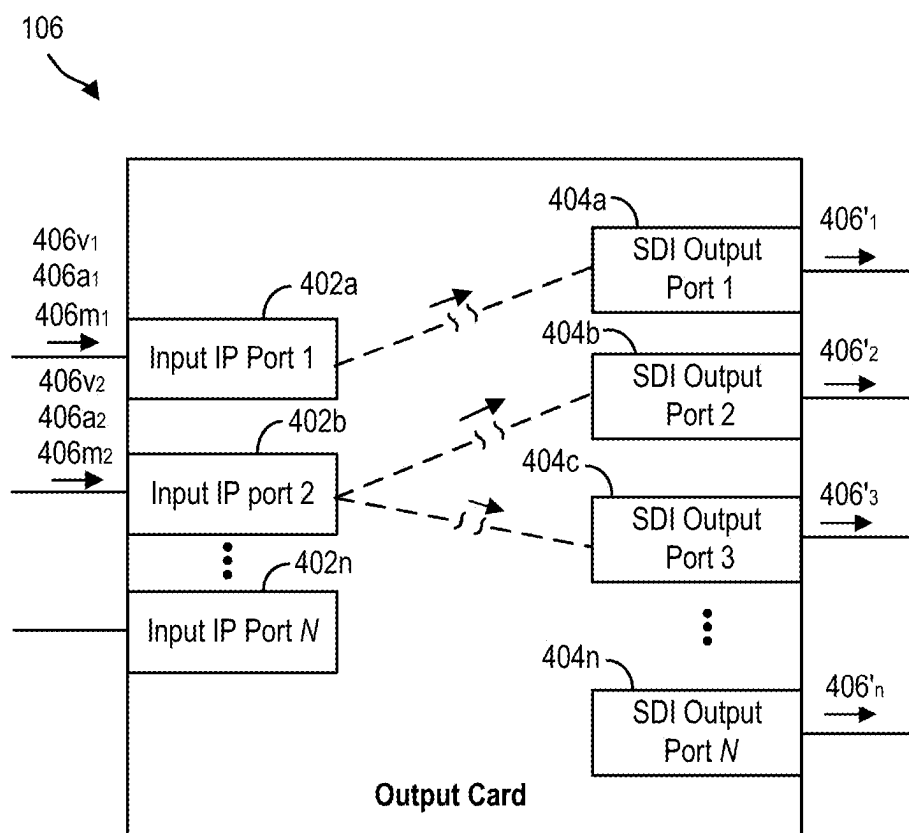 106
406v₁
406a₁
406m₁
402a
Input IP Port 1
406v₂
406a₂
406m₂
402b
Input IP port 2
402n
Input IP Port N
404a
SDI Output
Port 1
406'₁
404b
SDI Output
Port 2
406'₂
404c
SDI Output
Port 3
406'₃
404n
SDI Output
Port N
406'ₙ
Output Card